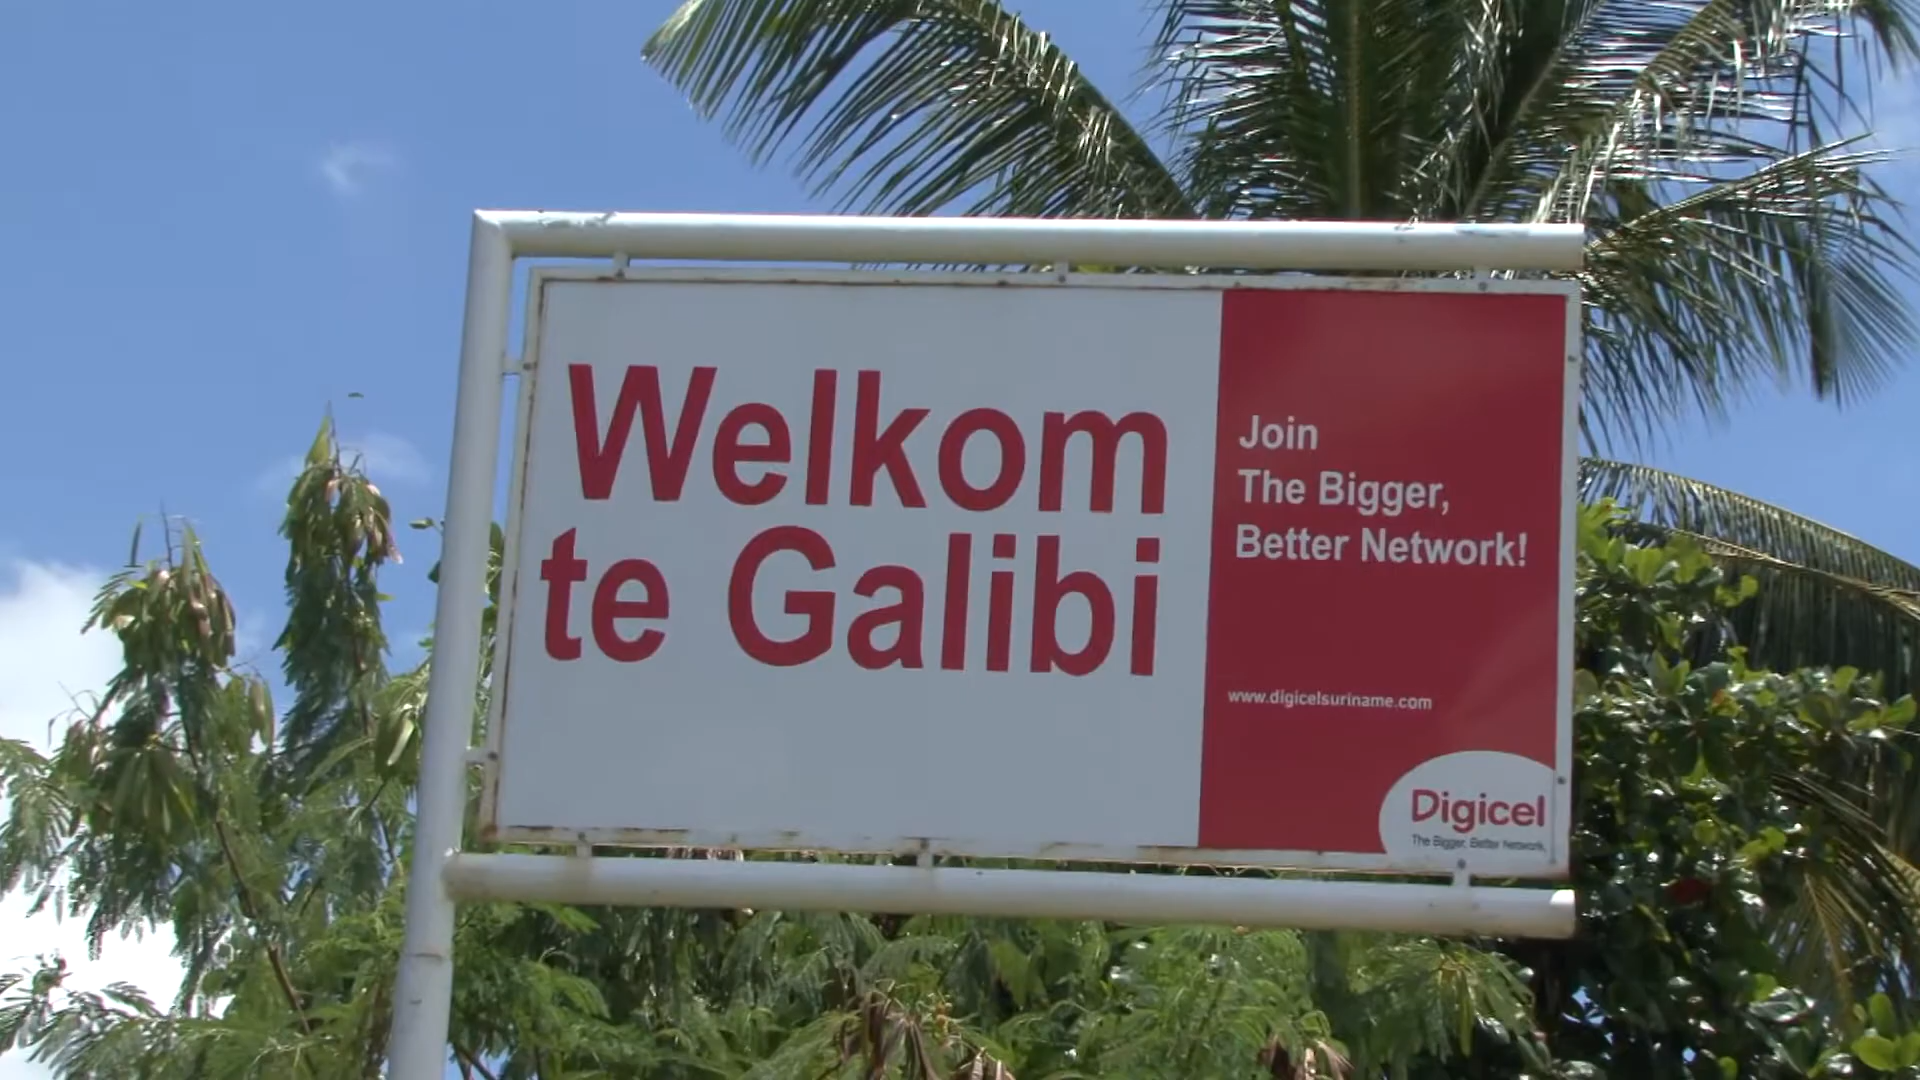 Welkom
te Galibi
Join
The Bigger,
Better Network!
www.digicelsuriname.com
Digicel
The Bigger, Better Network.